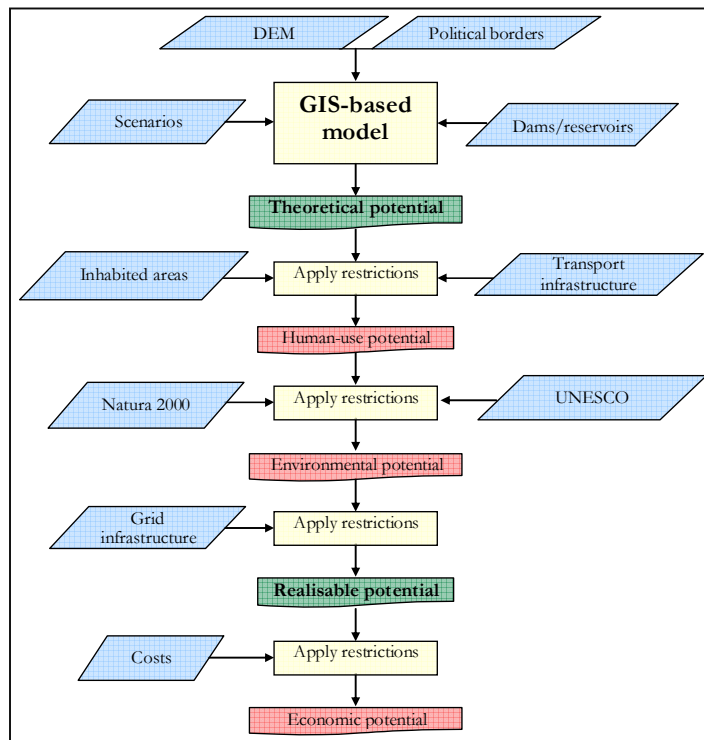 DEM
Political borders
GIS-based
model
Scenarios
Dams/reservoirs
Theoretical potential
Inhabited areas
Apply restrictions
Transport
infrastructure
Human-use potential
Natura 2000
Apply restrictions
UNESCO
Environmental potential
Grid
infrastructure
Apply restrictions
Realisable potential
Costs
Apply restrictions
Economic potential